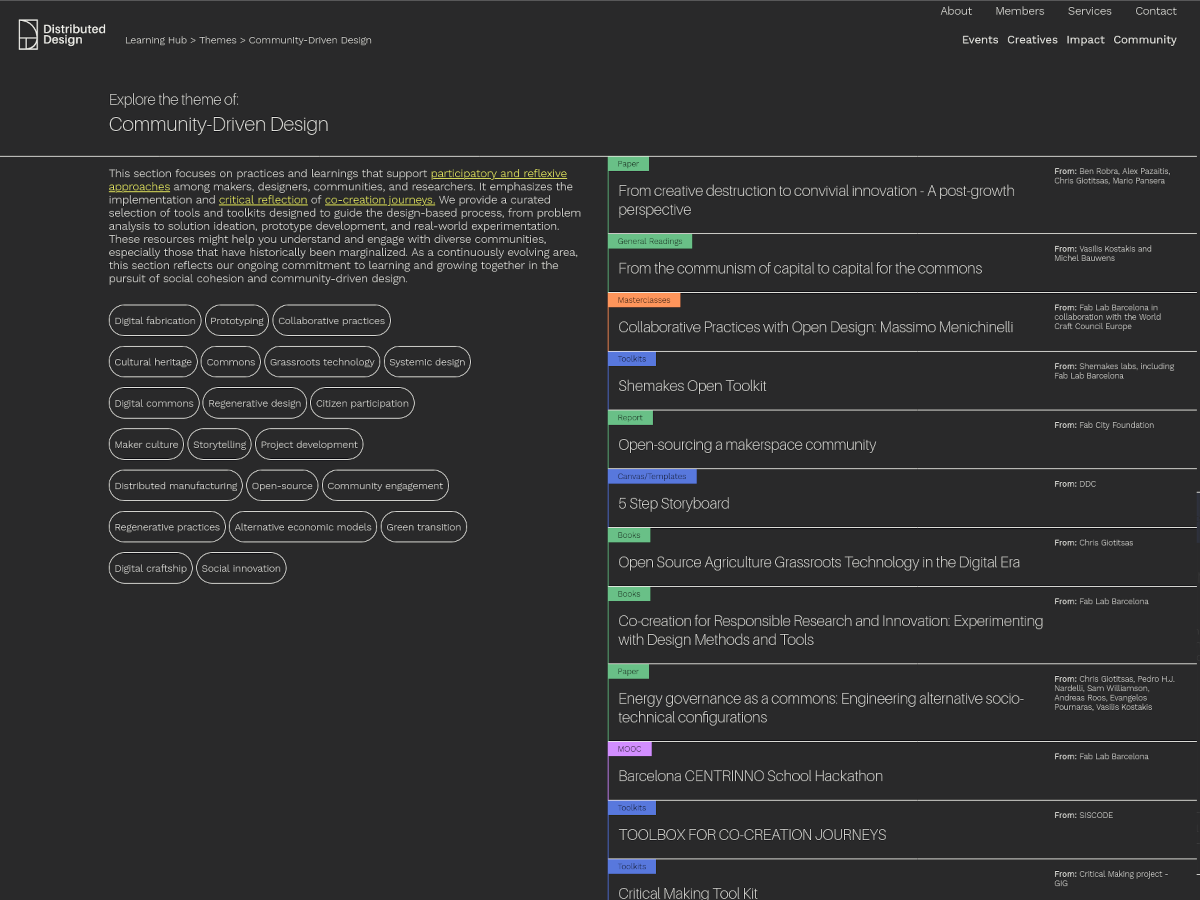 About Members Services Contact
Distributed
Design
Learning Hub > Themes > Community-Driven Design
Events Creatives Impact Community
Explore the theme of:
Community-Driven Design
This section focuses on practices and learnings that support participatory and reflexive
approaches among makers, designers, communities, and researchers. It emphasizes the
implementation and critical reflection of co-creation journeys. We provide a curated
selection of tools and toolkits designed to guide the design-based process, from problem
analysis to solution ideation, prototype development, and real-world experimentation.
These resources might help you understand and engage with diverse communities,
especially those that have historically been marginalized. As a continuously evolving area,
this section reflects our ongoing commitment to learning and growing together in the
pursuit of social cohesion and community-driven design.
Digital fabrication Prototyping Collaborative practices
Cultural heritage Commons Grassroots technology Systemic design
Digital commons Regenerative design Citizen participation
Maker culture Storytelling Project development
Distributed manufacturing Open-source Community engagement
Regenerative practices Alternative economic models Green transition
Digital craftship Social innovation
Paper
From creative destruction to convivial innovation - A post-growth
perspective
From: Ben Robra, Alex Pazaitis,
Chris Giotitsas, Mario Pansera
General Readings
From the communism of capital to capital for the commons
From: Vasilis Kostakis and
Michel Bauwens
Masterclasses
Collaborative Practices with Open Design: Massimo Menichinelli
From: Fab Lab Barcelona in
collaboration with the World
Craft Council Europe
Toolkits
Shemakes Open Toolkit
From: Shemakes labs, including
Fab Lab Barcelona
Report
Open-sourcing a makerspace community
From: Fab City Foundation
Canvas/Templates
5 Step Storyboard
From: DDC
Books
Open Source Agriculture Grassroots Technology in the Digital Era
From: Chris Giotitsas
Books
Co-creation for Responsible Research and Innovation: Experimenting
with Design Methods and Tools
From: Fab Lab Barcelona
Paper
Energy governance as a commons: Engineering alternative socio-
technical configurations
From: Chris Giotitsas, Pedro H.J.
Nardelli, Sam Williamson,
Andreas Roos, Evangelos
Pournaras, Vasilis Kostakis
MOOC
Barcelona CENTRINNO School Hackathon
From: Fab Lab Barcelona
Toolkits
TOOLBOX FOR CO-CREATION JOURNEYS
From: SISCODE
Toolkits
Critical Making Tool Kit
From: Critical Making project -
GIG